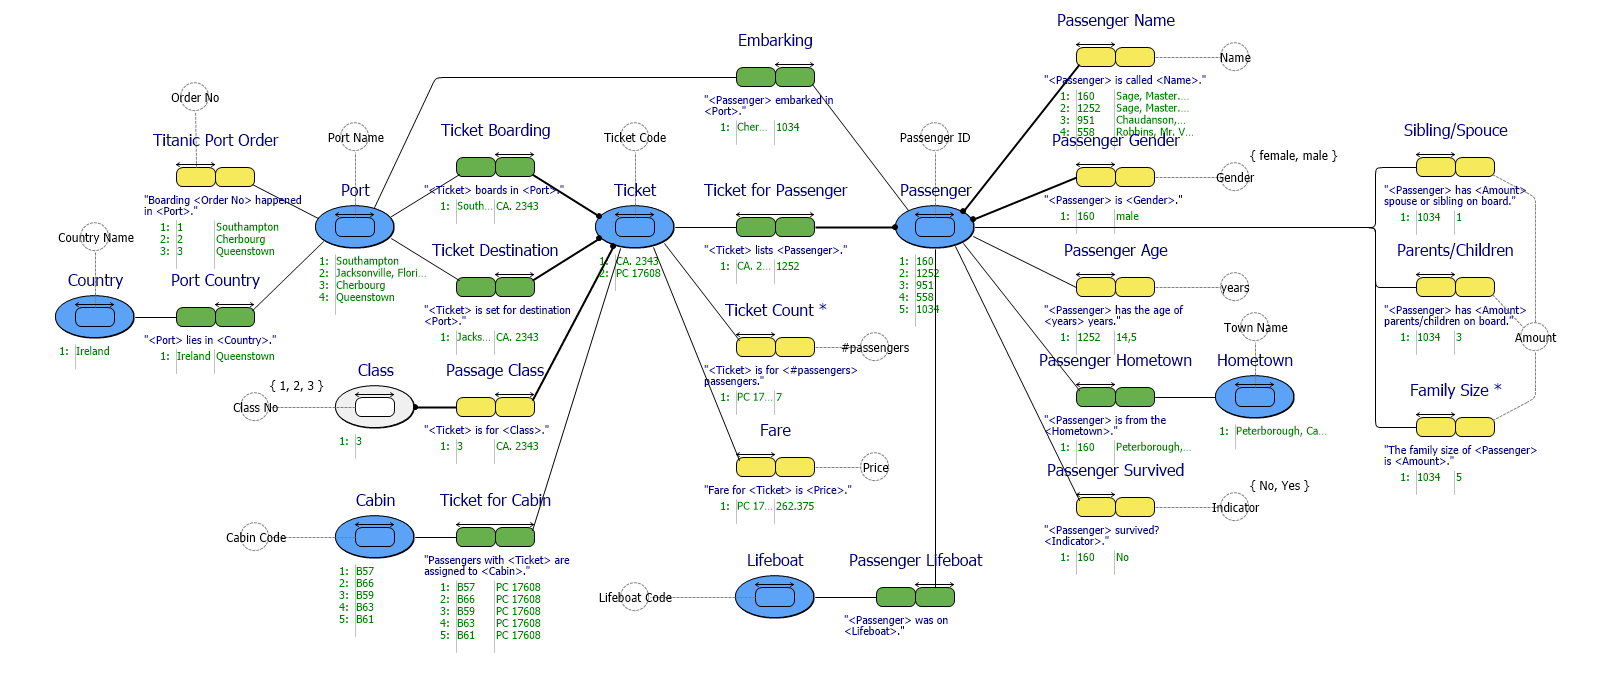 Passenger Name
Embarking
Name
"<Passenger> is called <Name>."
1: 160 Sage, Master....
2: 1252 Sage, Master....
3: 951 Chaudanson,...
4: 558 Robbins, Mr. V...
Order No
"<Passenger> embarked in
<Port>."
1: Cher... 1034
Titanic Port Order
Port Name
Ticket Boarding
Ticket Code
Passenger ID
Passenger Gender
{ female, male }
Sibling/Spouce
Gender
"Boarding <Order No> happened
in <Port>."
1: 1 Southampton
2: 2 Cherbourg
3: 3 Queenstown
Port
"<Ticket> boards in <Port>."
1: South... CA. 2343
Ticket
Ticket for Passenger
Passenger
"<Passenger> is <Gender>."
1: 160 male
"<Passenger> has <Amount>
spouse or sibling on board."
1: 1034 1
Country Name
Ticket Destination
"<Ticket> lists <Passenger>."
1: CA. 2... 1252
Passenger Age
Parents/Children
Country
Port Country
1: Southampton
2: Jacksonville, Flori...
3: Cherbourg
4: Queenstown
1: CA. 2343
2: PC 17608
1: 160
2: 1252
3: 951
4: 558
5: 1034
years
"<Ticket> is set for destination
<Port>."
1: Jacks... CA. 2343
Ticket Count *
"<Passenger> has the age of
<years> years."
1: 1252 14,5
"<Passenger> has <Amount>
parents/children on board."
1: 1034 3
"<Port> lies in <Country>."
1: Ireland Queenstown
1: Ireland
Town Name
Amount
#passengers
{ 1, 2, 3 }
Class
Passage Class
"<Ticket> is for <#passengers>
passengers."
1: PC 17... 7
Passenger Hometown
Hometown
Family Size *
Class No
"<Ticket> is for <Class>."
1: 3 CA. 2343
1: 3
Fare
"<Passenger> is from the
<Hometown>."
1: 160 Peterborough,...
1: Peterborough, Ca...
"The family size of <Passenger>
is <Amount>."
1: 1034 5
Price
Passenger Survived
{ No, Yes }
Cabin
Ticket for Cabin
"Fare for <Ticket> is <Price>."
1: PC 17... 262.375
Indicator
Cabin Code
"<Passenger> survived?
<Indicator>."
1: 160 No
"Passengers with <Ticket> are
assigned to <Cabin>."
1: B57 PC 17608
2: B66 PC 17608
3: B59 PC 17608
4: B63 PC 17608
5: B61 PC 17608
1: B57
2: B66
3: B59
4: B63
5: B61
Lifeboat
Passenger Lifeboat
Lifeboat Code
"<Passenger> was on
<Lifeboat>."